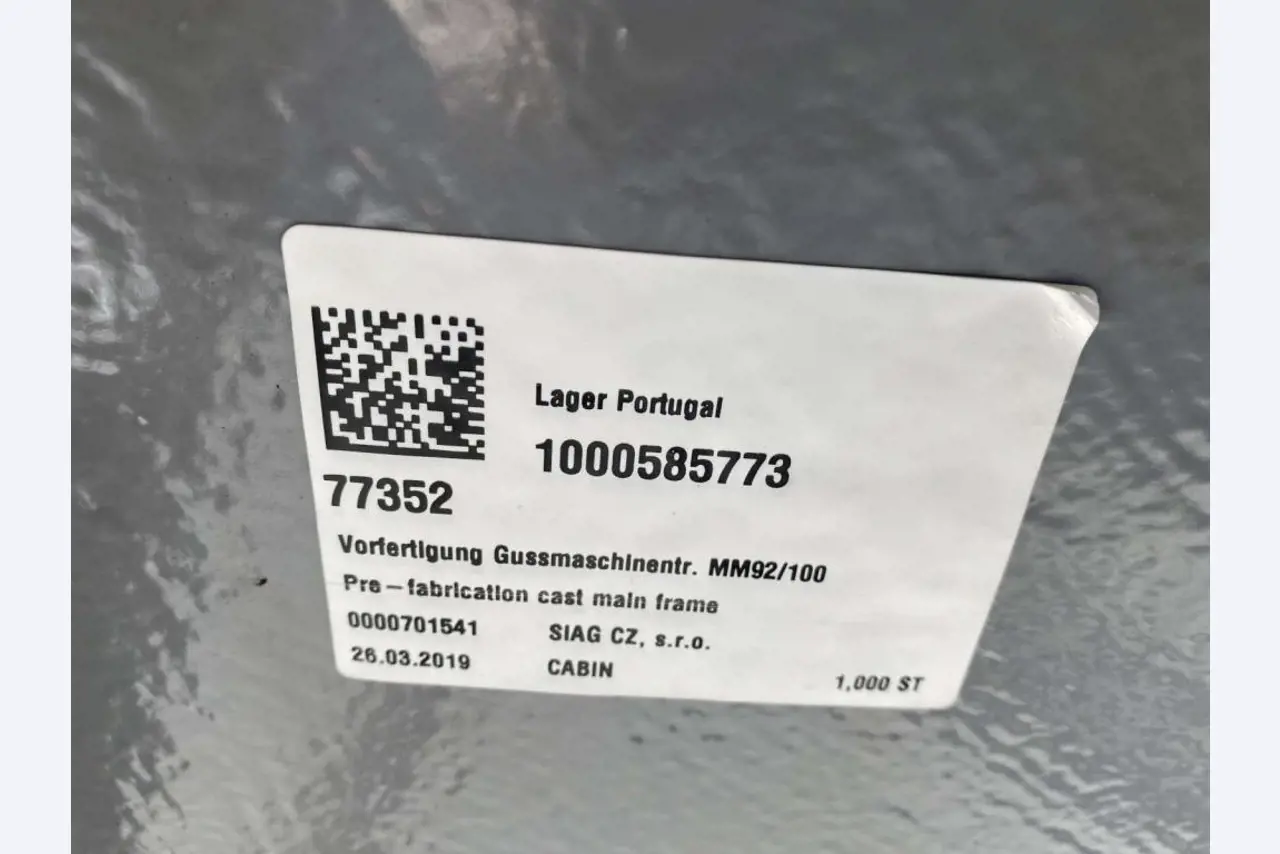 Lager Portugal
1000585773
77352
Vorfertigung Gussmaschinentr. MM92/100
Pre-fabrication cast main frame
0000701541 SIAG CZ, s.r.o.
26.03.2019 CABIN 1,000 ST